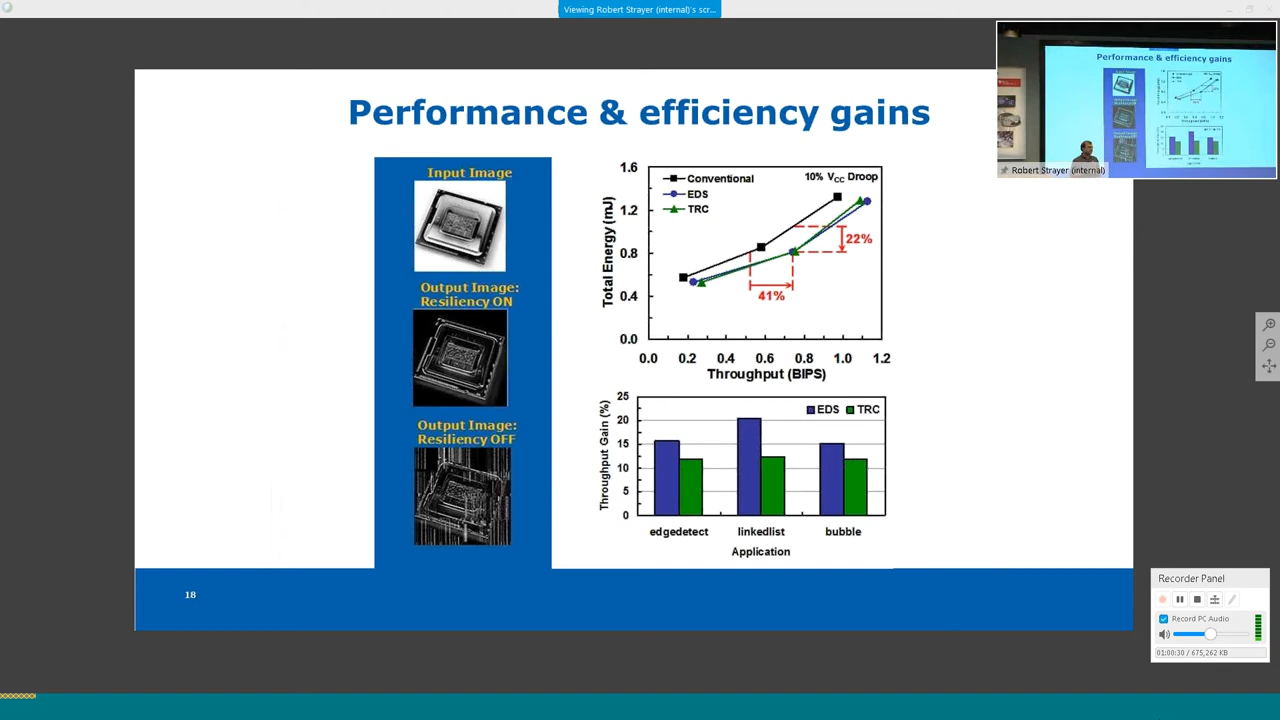 Viewing Robert Strayer (internal)'s scr...
Performance & efficiency gains
Input Image
Output Image:
Resiliency ON
Output Image:
Resiliency OFF
18
1.6
1.2
0.8
0.4
0.0
Total Energy (mJ)
Conventional
EDS
TRC
10% VCC Droop
22%
41%
0.0 0.2 0.4 0.6 0.8 1.0 1.2
Throughput (BIPS)
25
20
15
10
5
0
Throughput Gain (%)
EDS TRC
edgedetect linkedlist bubble
Application
Performance & efficiency gains
Robert Strayer (internal)
Recorder Panel
Record PC Audio
01:00:30 / 675,262 KB